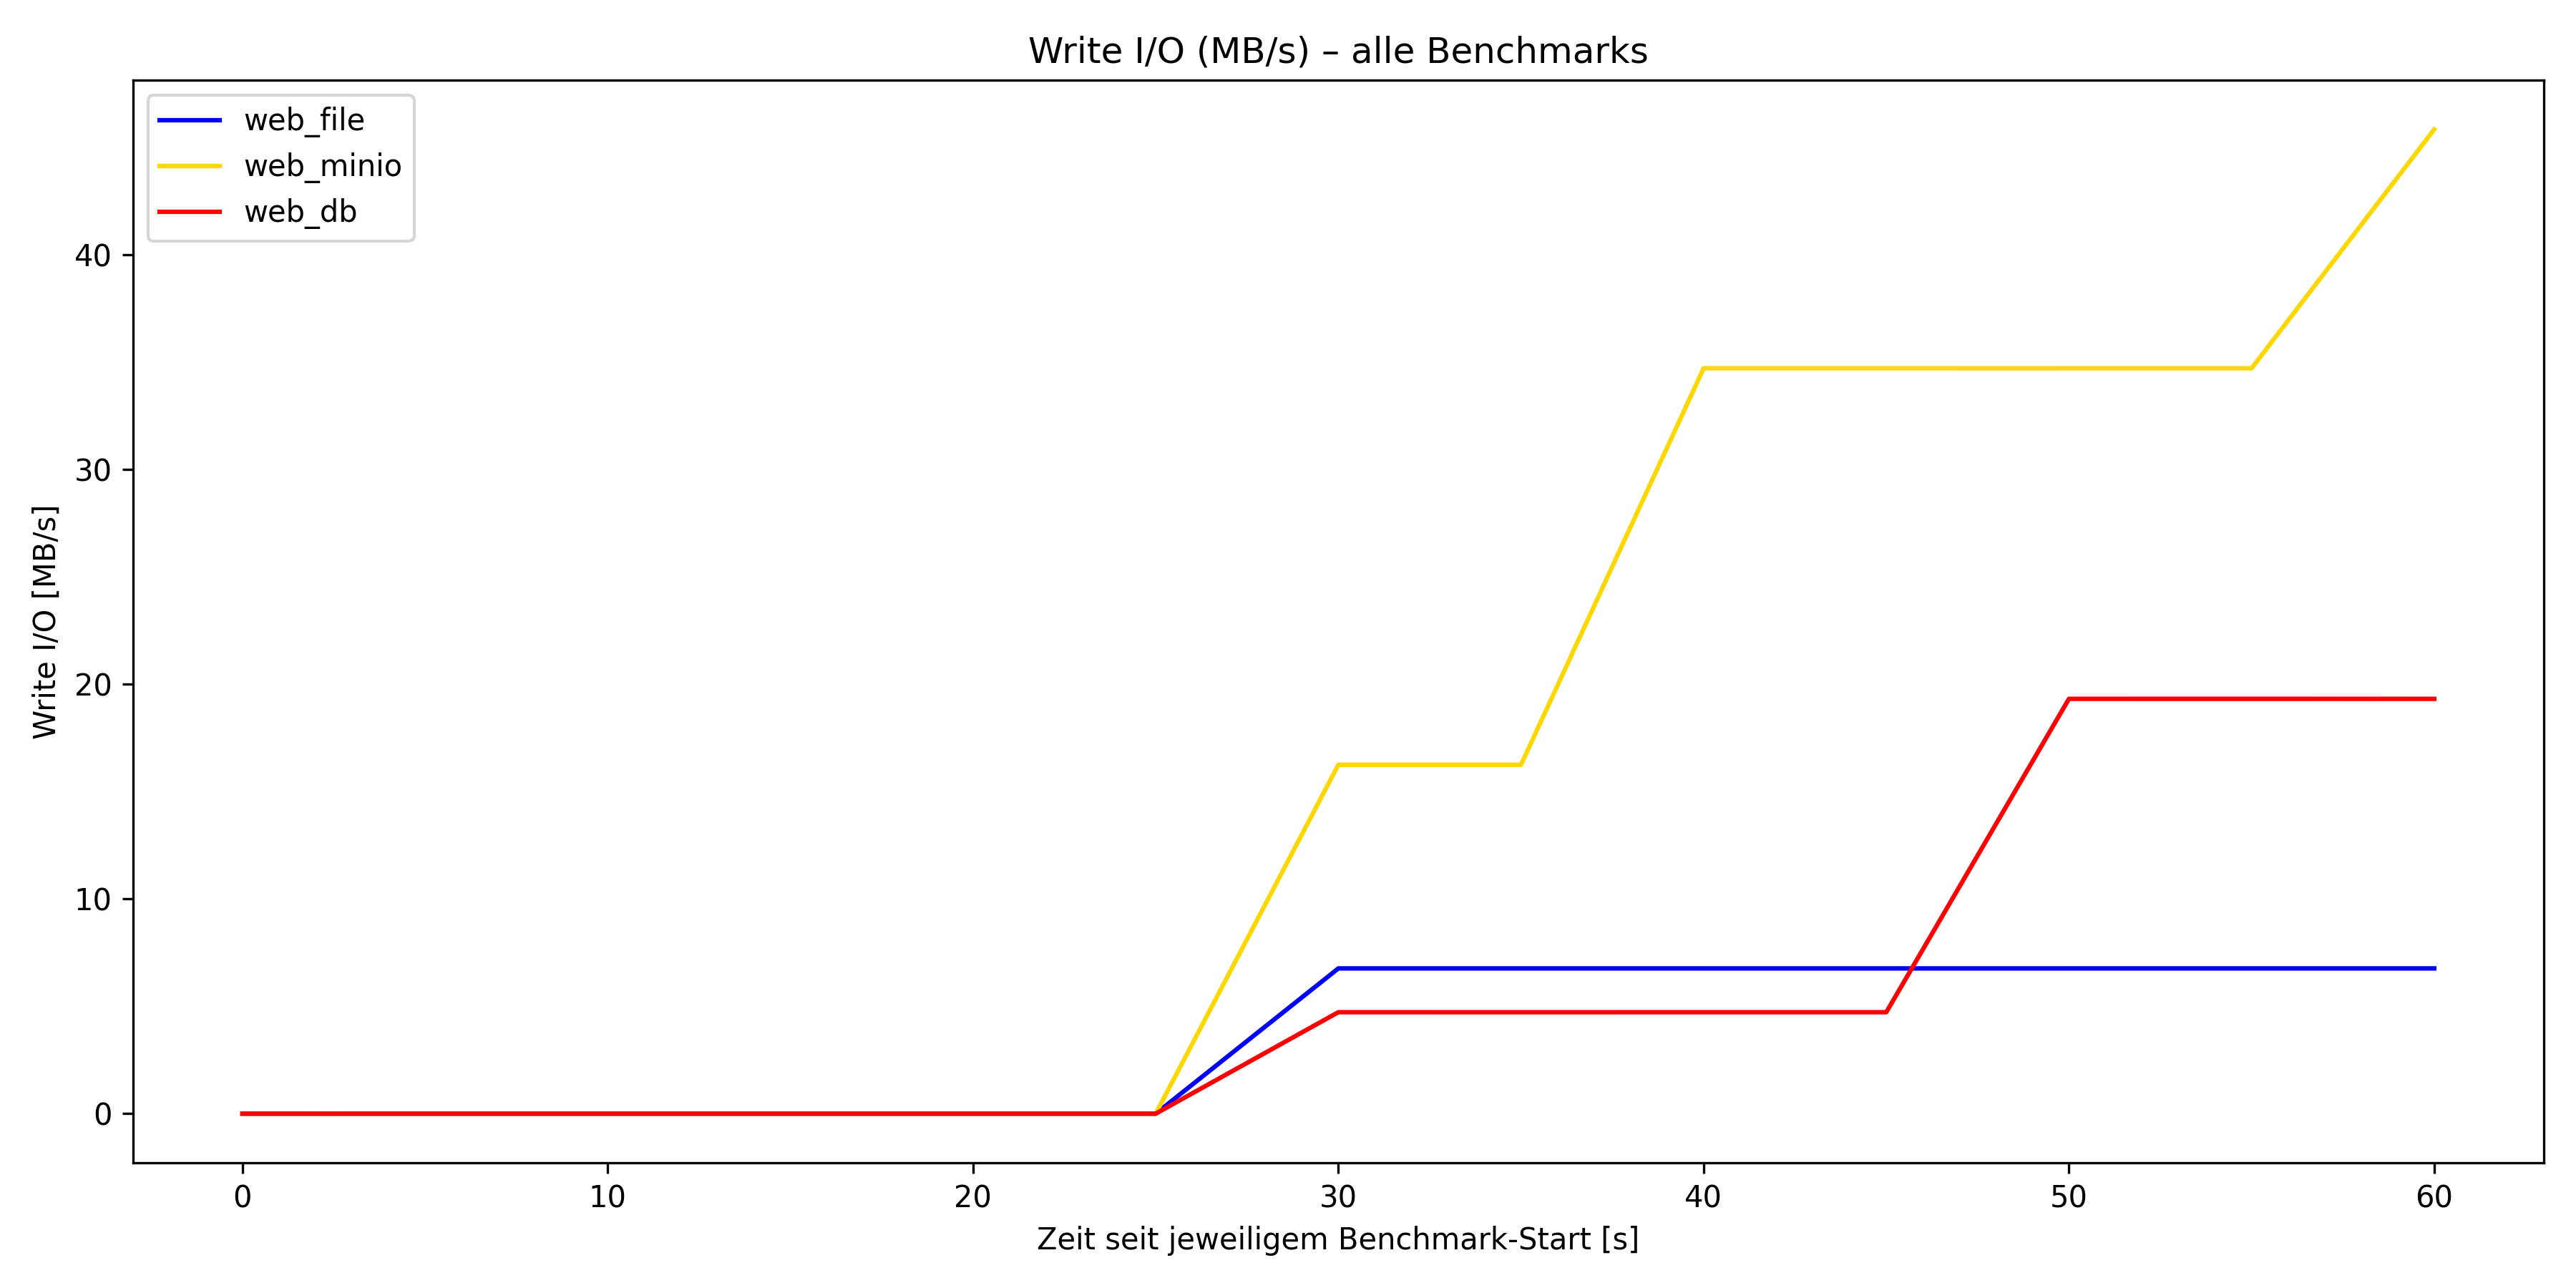 Write I/O (MB/s) – alle Benchmarks
web_file
web_minio
web_db
40
30
20
10
0
Write I/O [MB/s]
0 10 20 30 40 50 60
Zeit seit jeweiligem Benchmark-Start [s]